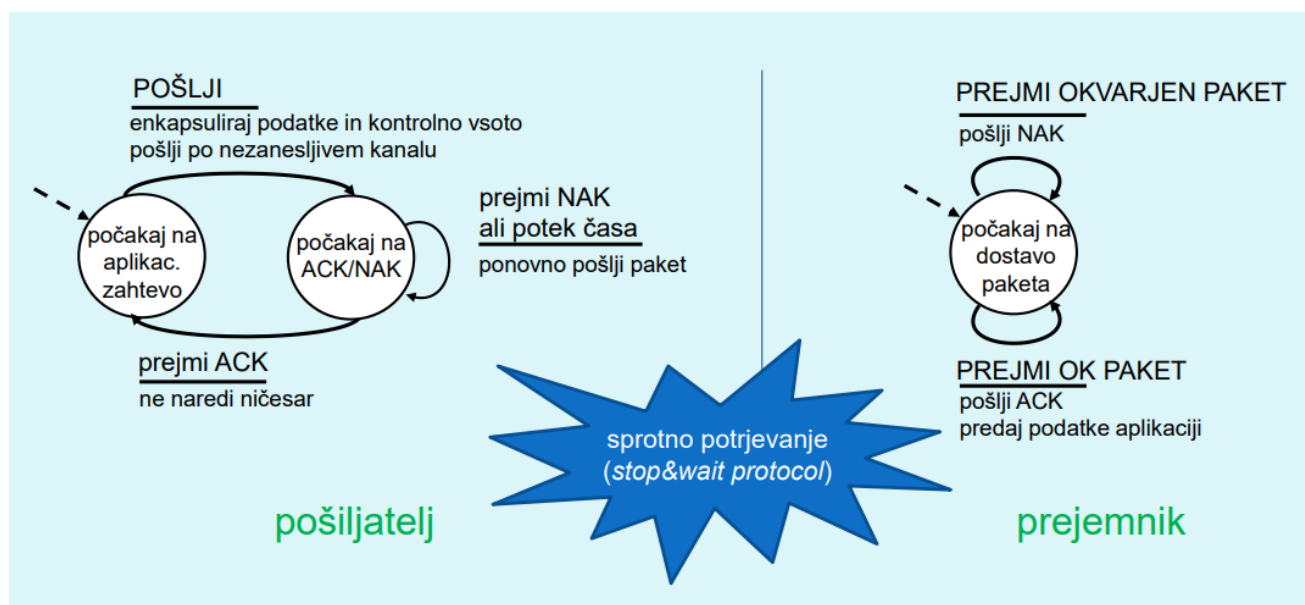 POŠLJI
enkapsuliraj podatke in kontrolno vsoto
pošlji po nezanesljivem kanalu
počakaj na
aplikac.
zahtevo
počakaj na
ACK/NAK
prejmi NAK
ali potek časa
ponovno pošlji paket
prejmi ACK
ne naredi ničesar
pošiljatelj
sprotno potrjevanje
(stop&wait protocol)
PREJMI OKVARJEN PAKET
pošlji NAK
počakaj na
dostavo
paketa
PREJMI OK PAKET
pošlji ACK
predaj podatke aplikaciji
prejemnik